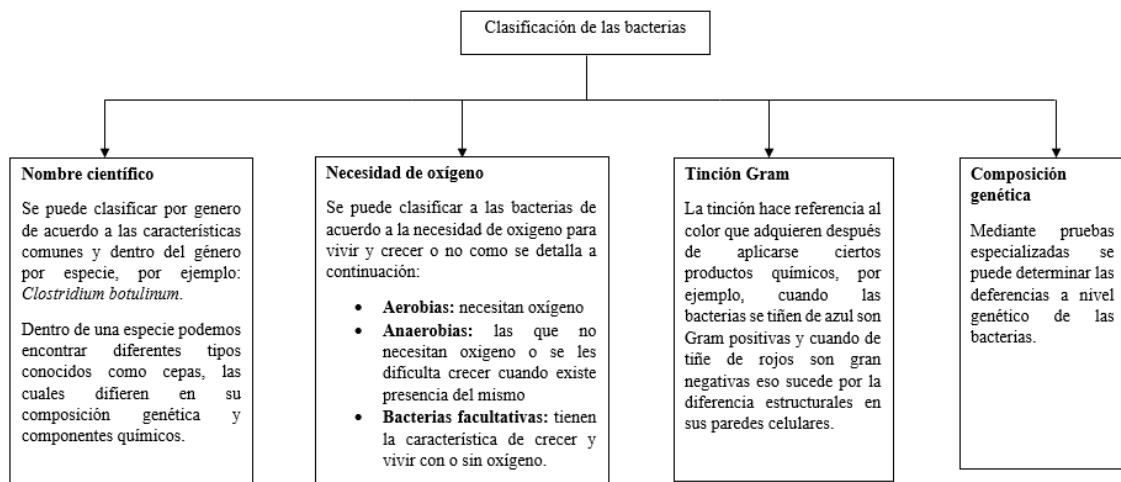 Clasificación de las bacterias
Nombre científico
Se puede clasificar por genero
de acuerdo a las características
comunes y dentro del género
por especie, por ejemplo:
Clostridium botulinum.
Dentro de una especie podemos
encontrar diferentes tipos
conocidos como cepas, las
cuales difieren en su
composición genética y
componentes químicos.
Necesidad de oxígeno
Se puede clasificar a las bacterias de
acuerdo a la necesidad de oxigeno para
vivir y crecer o no como se detalla a
continuación:
• Aerobias: necesitan oxígeno
• Anaerobias: las que no
necesitan oxigeno o se les
dificulta crecer cuando existe
presencia del mismo
• Bacterias facultativas: tienen
la característica de crecer y
vivir con o sin oxígeno.
Tinción Gram
La tinción hace referencia al
color que adquieren después
de aplicarse ciertos
productos químicos, por
ejemplo, cuando las
bacterias se tiñen de azul son
Gram positivas y cuando de
tiñe de rojos son gran
negativas eso sucede por la
diferencia estructurales en
sus paredes celulares.
Composición
genética
Mediante pruebas
especializadas se
puede determinar las
deferencias a nivel
genético de las
bacterias.